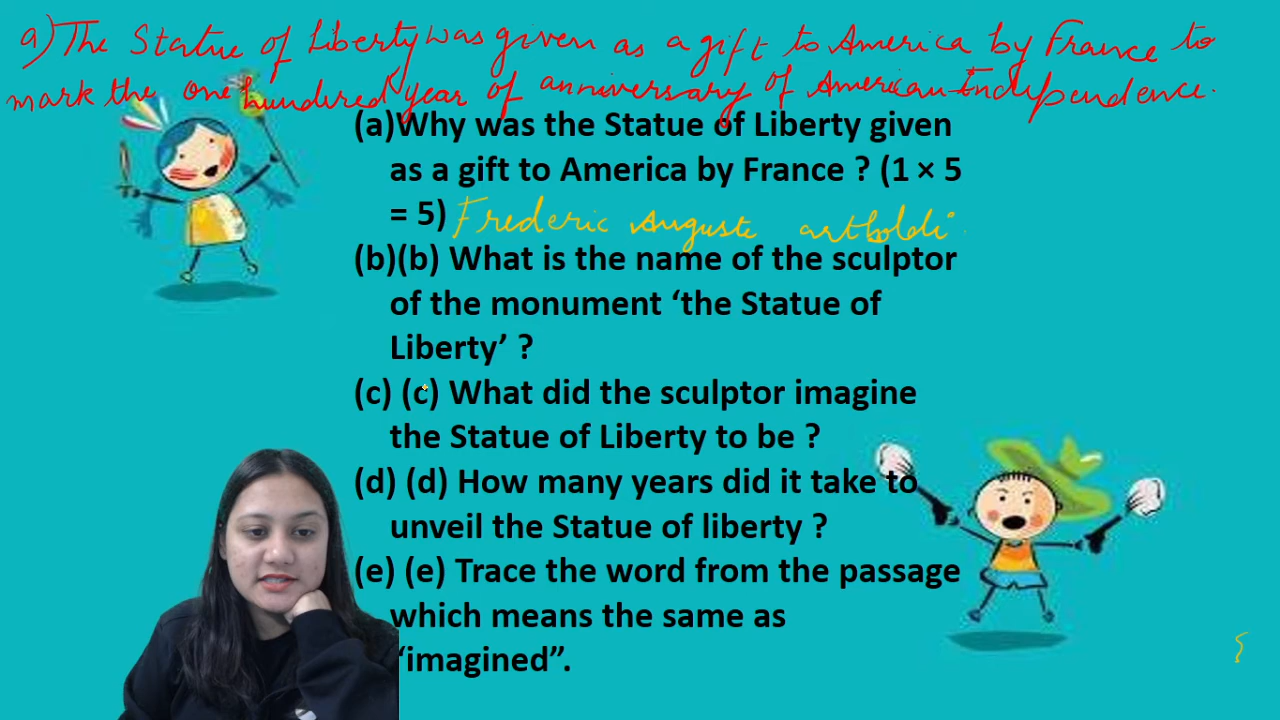 a) The Statue of Liberty was given as a gift to America by France to
mark the one hundred year of anniversary of American Independence.
(a)Why was the Statue of Liberty given
as a gift to America by France ? (1 × 5
= 5) Frederic Auguste artboldi
(b)(b) What is the name of the sculptor
of the monument ‘the Statue of
Liberty’ ?
(c) (c) What did the sculptor imagine
the Statue of Liberty to be ?
(d) (d) How many years did it take to
unveil the Statue of liberty ?
(e) (e) Trace the word from the passage
which means the same as
“imagined”.